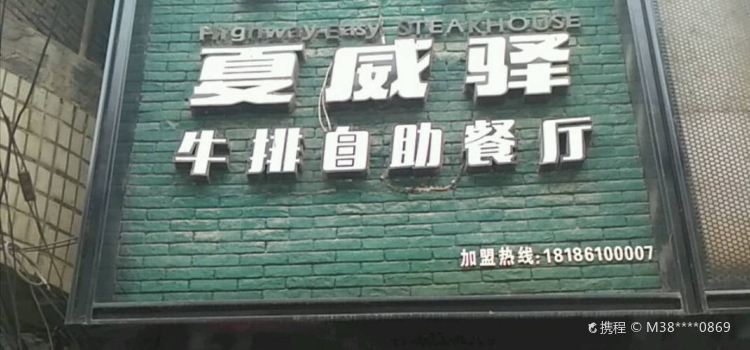 Highway Easy STEAKHOUSE
夏威驿
牛排自助餐厅
加盟热线:18186100007
携程 © M38****0869